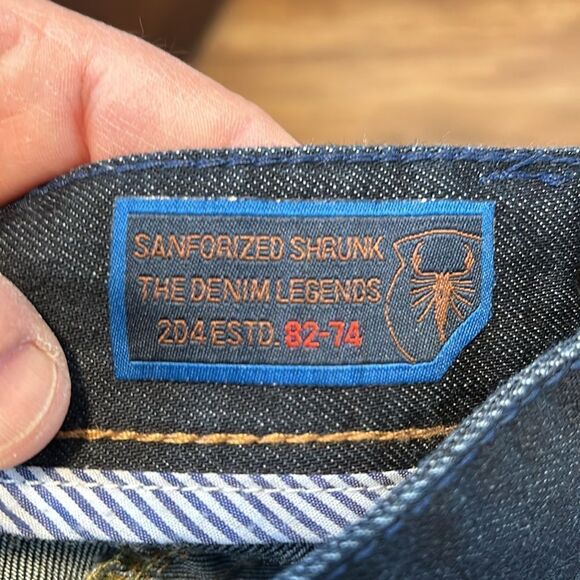 SANFORIZED SHRUNK
THE DENIM LEGENDS
2D4 ESTD. 82-74